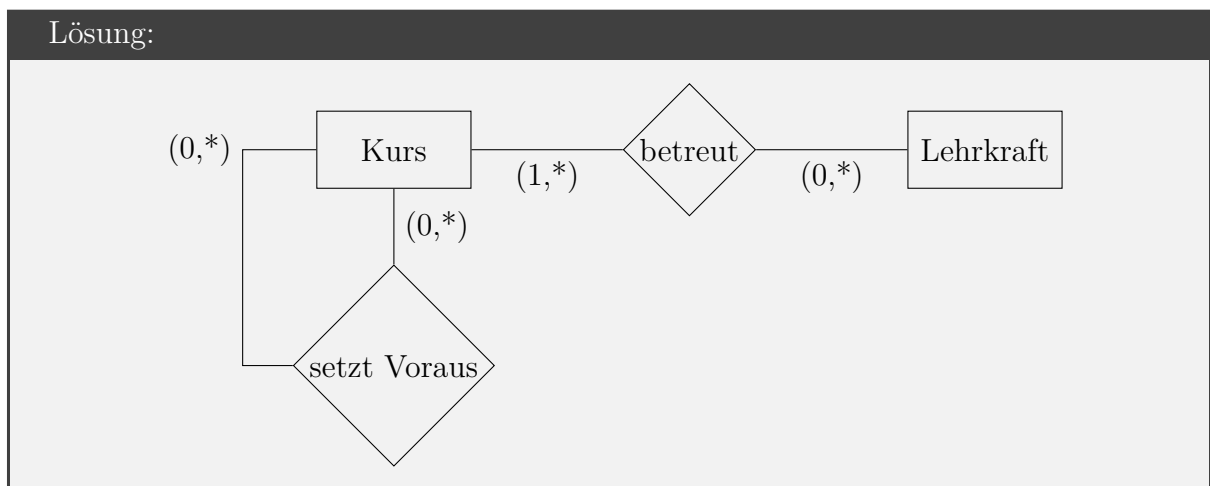 Lösung:
(0,*) Kurs (1,*) betreut (0,*) Lehrkraft
(0,*)
setzt Voraus